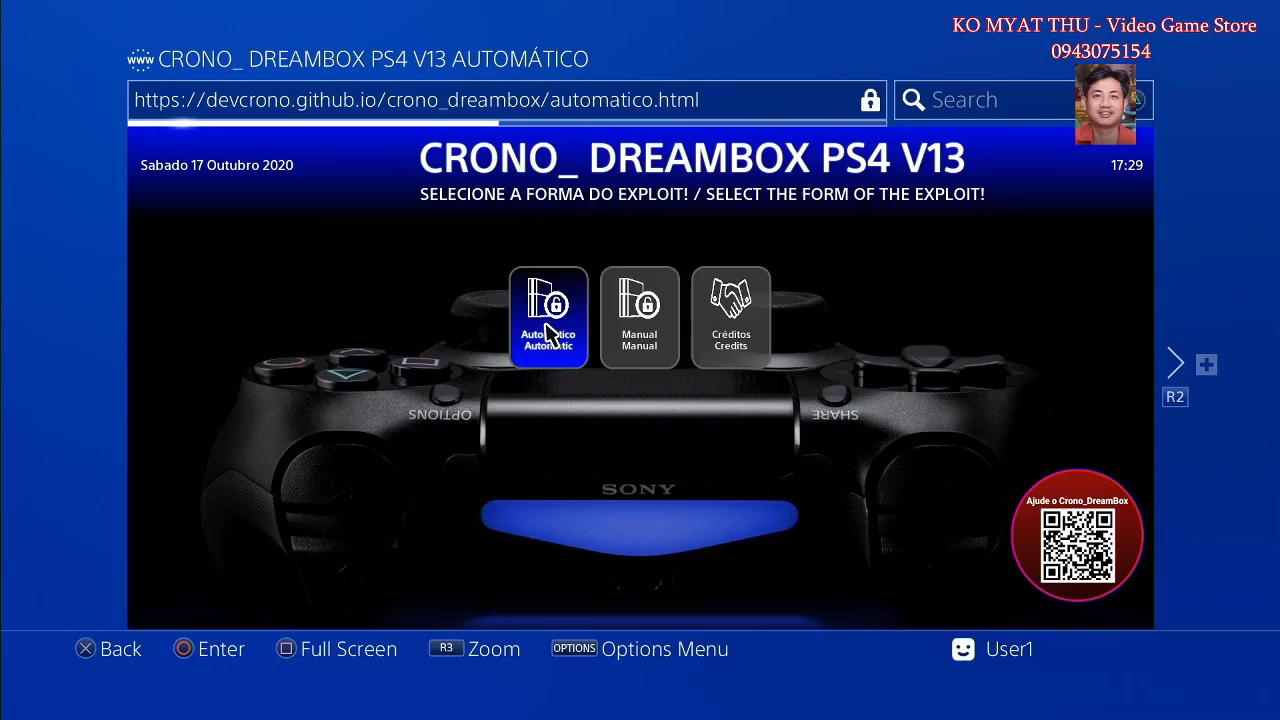 KO MYAT THU - Video Game Store
0943075154
www CRONO_ DREAMBOX PS4 V13 AUTOMÁTICO
https://devcrono.github.io/crono_dreambox/automatico.html
Search
Sabado 17 Outubro 2020
CRONO_ DREAMBOX PS4 V13
17:29
SELECIONE A FORMA DO EXPLOIT! / SELECT THE FORM OF THE EXPLOIT!
Manual
Manual
Créditos
Credits
R2
OPTIONS
SHARE
SONY
Ajude o Crono_DreamBox
Back
Enter
Full Screen
R3 Zoom
OPTIONS Options Menu
User1